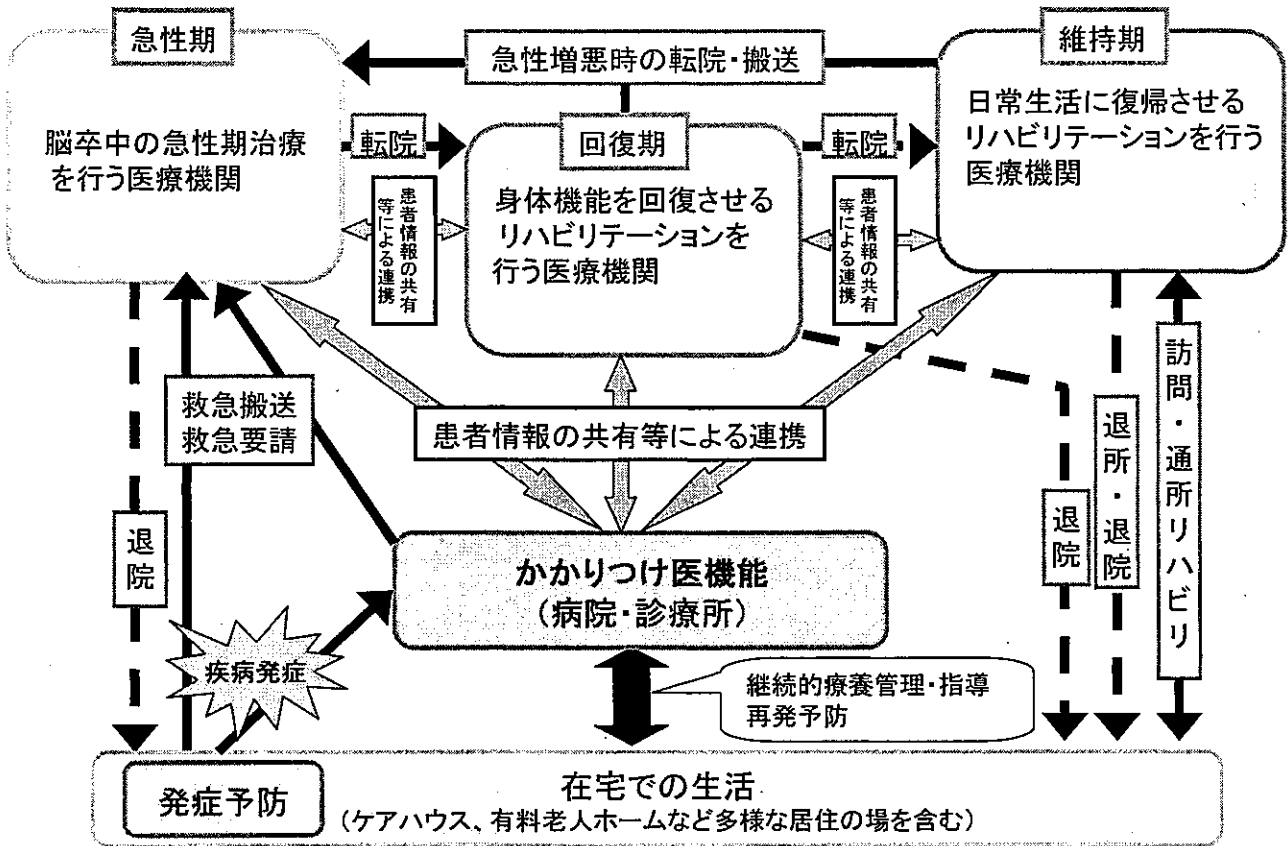 急性期
維持期
急性増悪時の転院・搬送
脳卒中の急性期治療
を行う医療機関
転院
回復期
転院
日常生活に復帰させる
リハビリテーションを行う
医療機関
患者情報の共有
等による連携
身体機能を回復させる
リハビリテーションを
行う医療機関
患者情報の共有
等による連携
救急搬送
救急要請
患者情報の共有等による連携
退院
退院
退所・退院
訪問・通所リハビリ
かかりつけ医機能
(病院・診療所)
疾病発症
継続的療養管理・指導
再発予防
発症予防
在宅での生活
(ケアハウス、有料老人ホームなど多様な居住の場を含む)